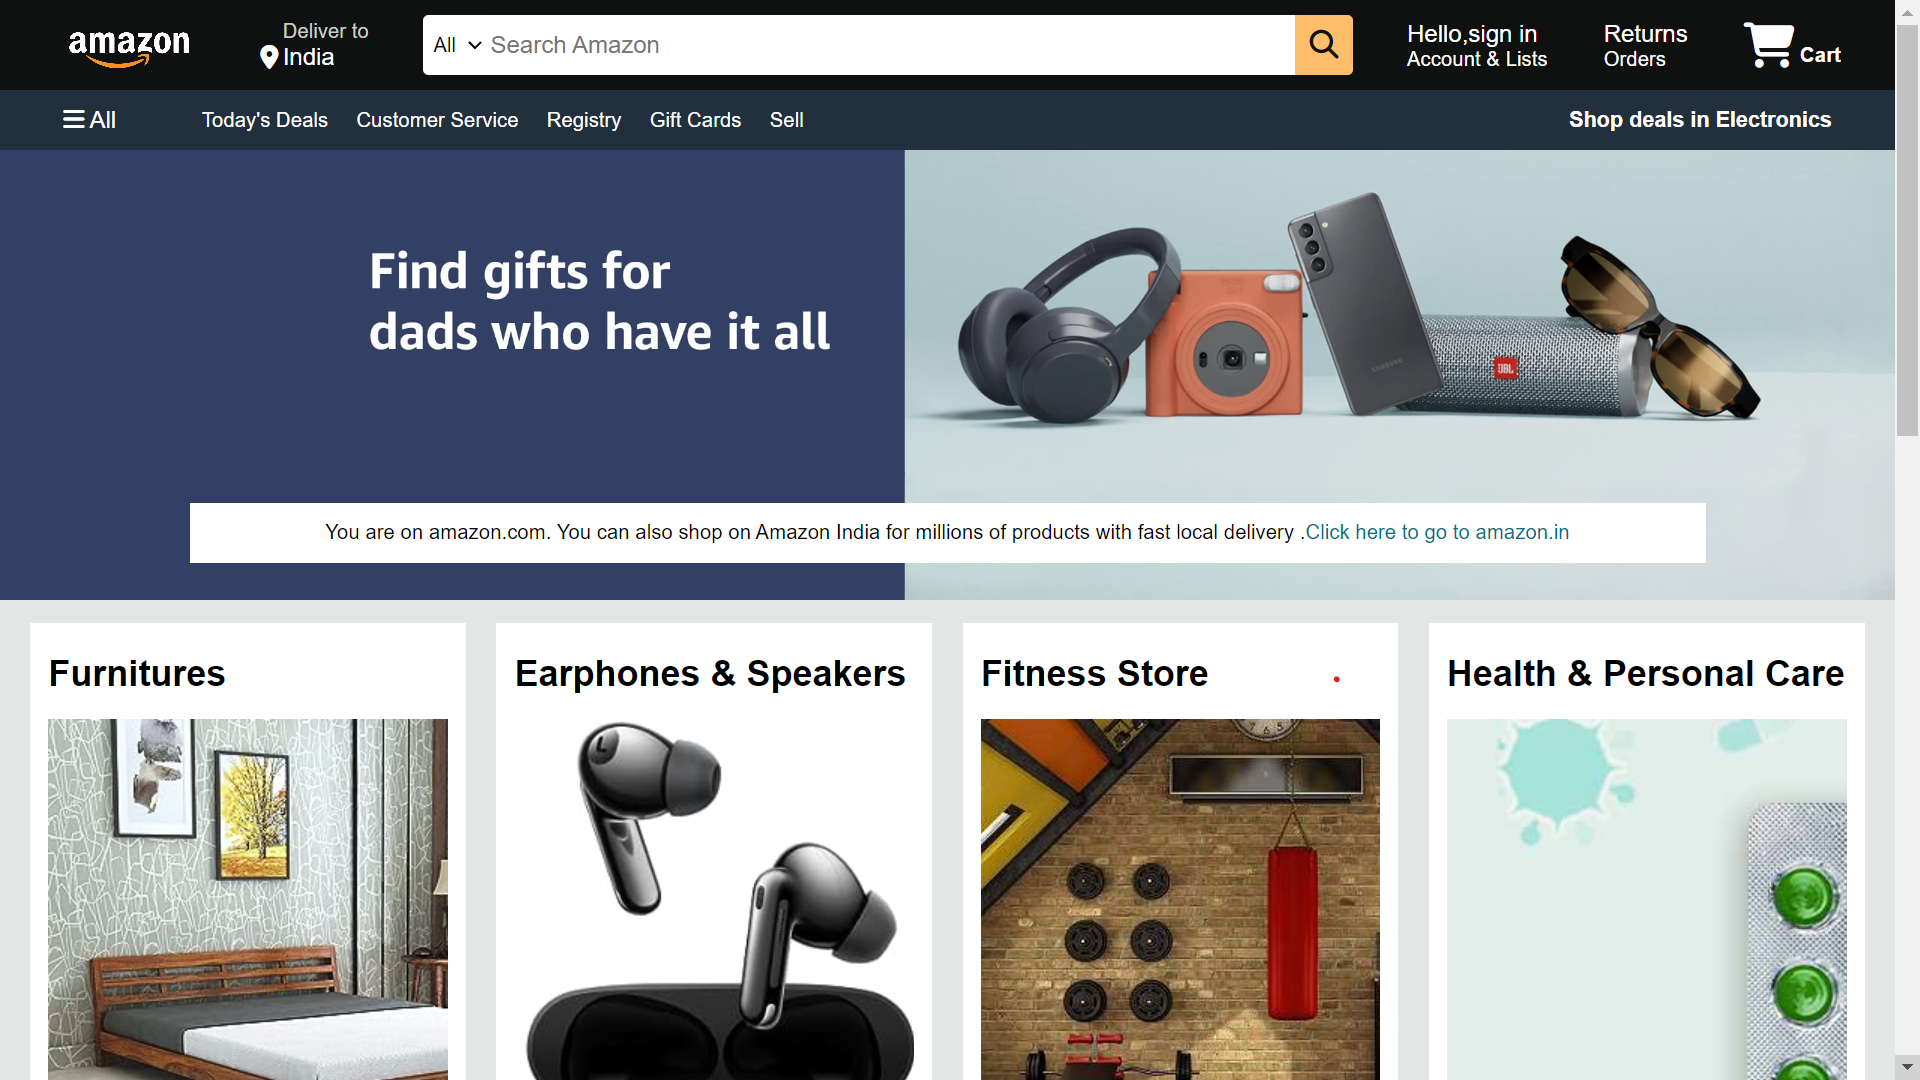 amazon
Deliver to
India
All
Search Amazon
Hello,sign in
Account & Lists
Returns
Orders
Cart
All
Today's Deals
Customer Service
Registry
Gift Cards
Sell
Shop deals in Electronics
Find gifts for
dads who have it all
SAMSUNG
JBL
You are on amazon.com. You can also shop on Amazon India for millions of products with fast local delivery .Click here to go to amazon.in
Furnitures
Earphones & Speakers
Fitness Store
Health & Personal Care